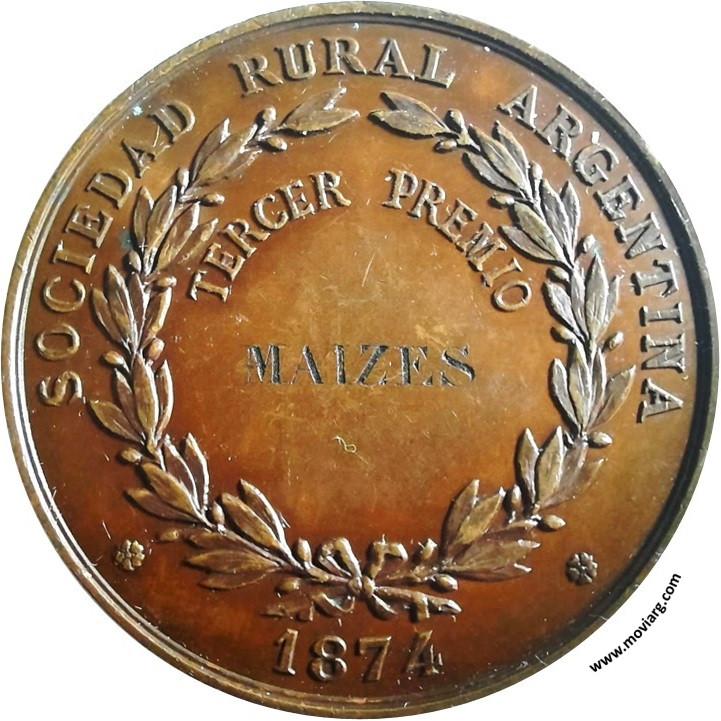 SOCIEDAD RURAL ARGENTINA
TERCER PREMIO
MAIZES
1874
www.moviarg.com